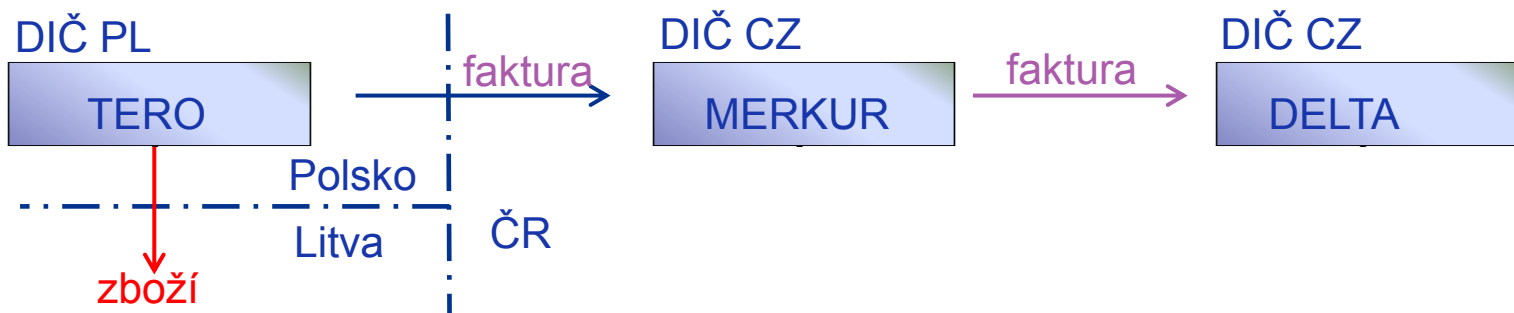 DIČ PL
DIČ CZ
DIČ CZ
faktura
faktura
TERO
MERKUR
DELTA
Polsko
Litva
ČR
zboží